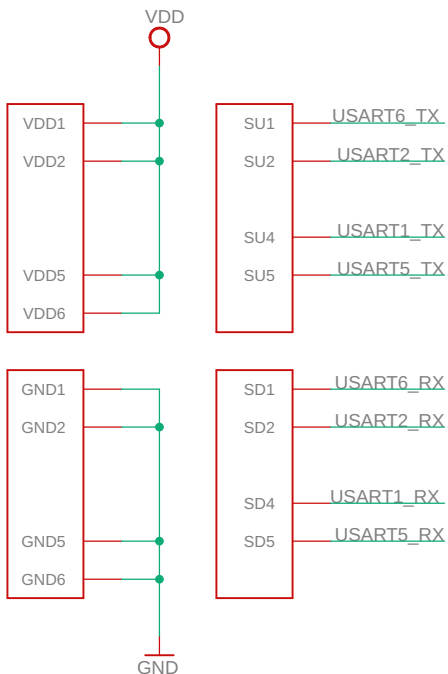 VDD
VDD1
VDD2
VDD5
VDD6
SU1 USART6_TX
SU2 USART2_TX
SU4 USART1_TX
SU5 USART5_TX
GND1
GND2
GND5
GND6
SD1 USART6_RX
SD2 USART2_RX
SD4 USART1_RX
SD5 USART5_RX
GND